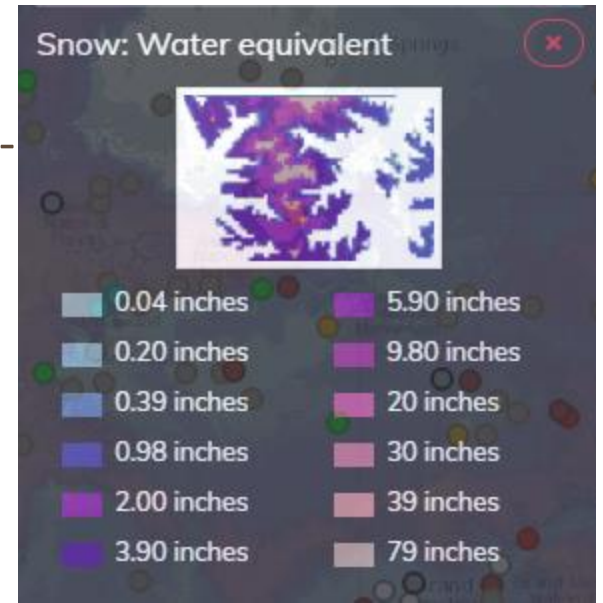 Snow: Water equivalent
0.04 inches
0.20 inches
0.39 inches
0.98 inches
2.00 inches
3.90 inches
5.90 inches
9.80 inches
20 inches
30 inches
39 inches
79 inches